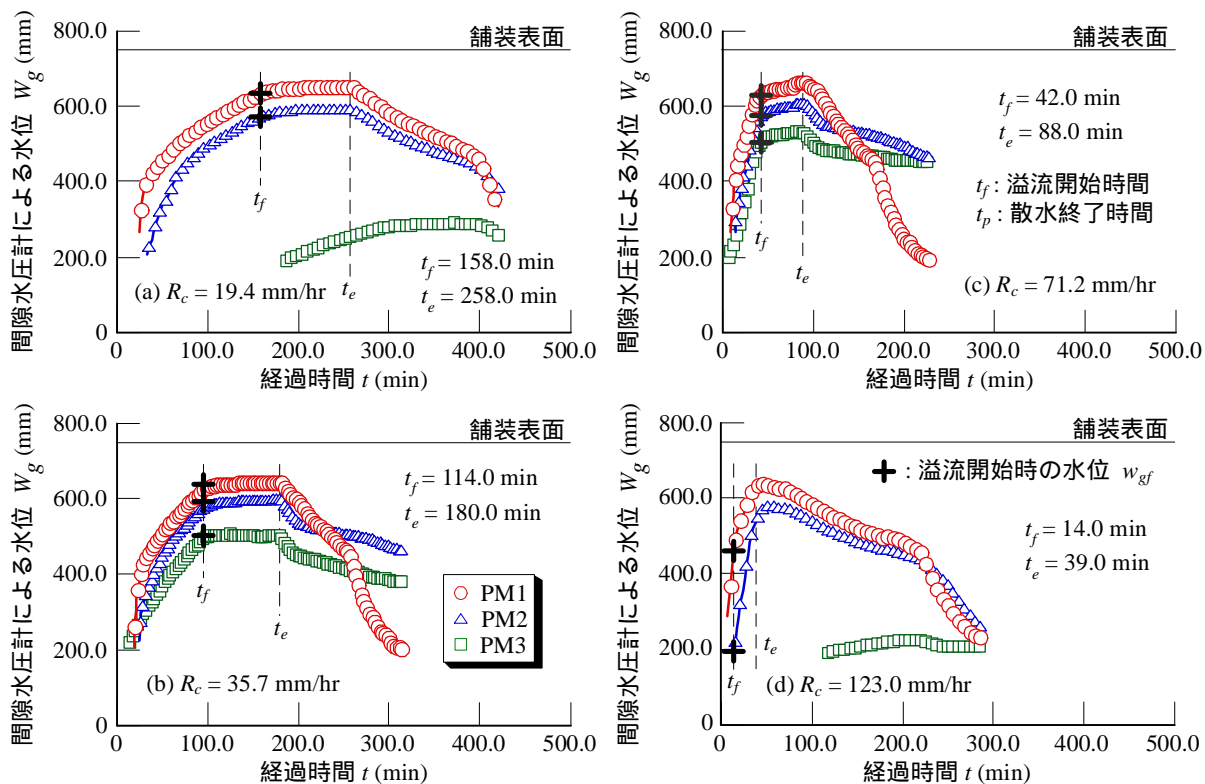 800.0
600.0
400.0
200.0
0
間隙水圧計による水位 Wg (mm)
舗装表面
tf
te
tf = 158.0 min
te = 258.0 min
(a) Rc = 19.4 mm/hr
0
100.0
200.0
300.0
400.0
500.0
経過時間 t (min)
800.0
600.0
400.0
200.0
0
間隙水圧計による水位 Wg (mm)
舗装表面
tf = 42.0 min
te = 88.0 min
tf : 溢流開始時間
tp : 散水終了時間
tf
te
(c) Rc = 71.2 mm/hr
0
100.0
200.0
300.0
400.0
500.0
経過時間 t (min)
800.0
600.0
400.0
200.0
0
間隙水圧計による水位 Wg (mm)
舗装表面
tf = 114.0 min
te = 180.0 min
tf
te
PM1
PM2
PM3
(b) Rc = 35.7 mm/hr
0
100.0
200.0
300.0
400.0
500.0
経過時間 t (min)
800.0
600.0
400.0
200.0
0
間隙水圧計による水位 Wg (mm)
舗装表面
: 溢流開始時の水位 wgf
tf = 14.0 min
te = 39.0 min
te
tf
(d) Rc = 123.0 mm/hr
0
100.0
200.0
300.0
400.0
500.0
経過時間 t (min)